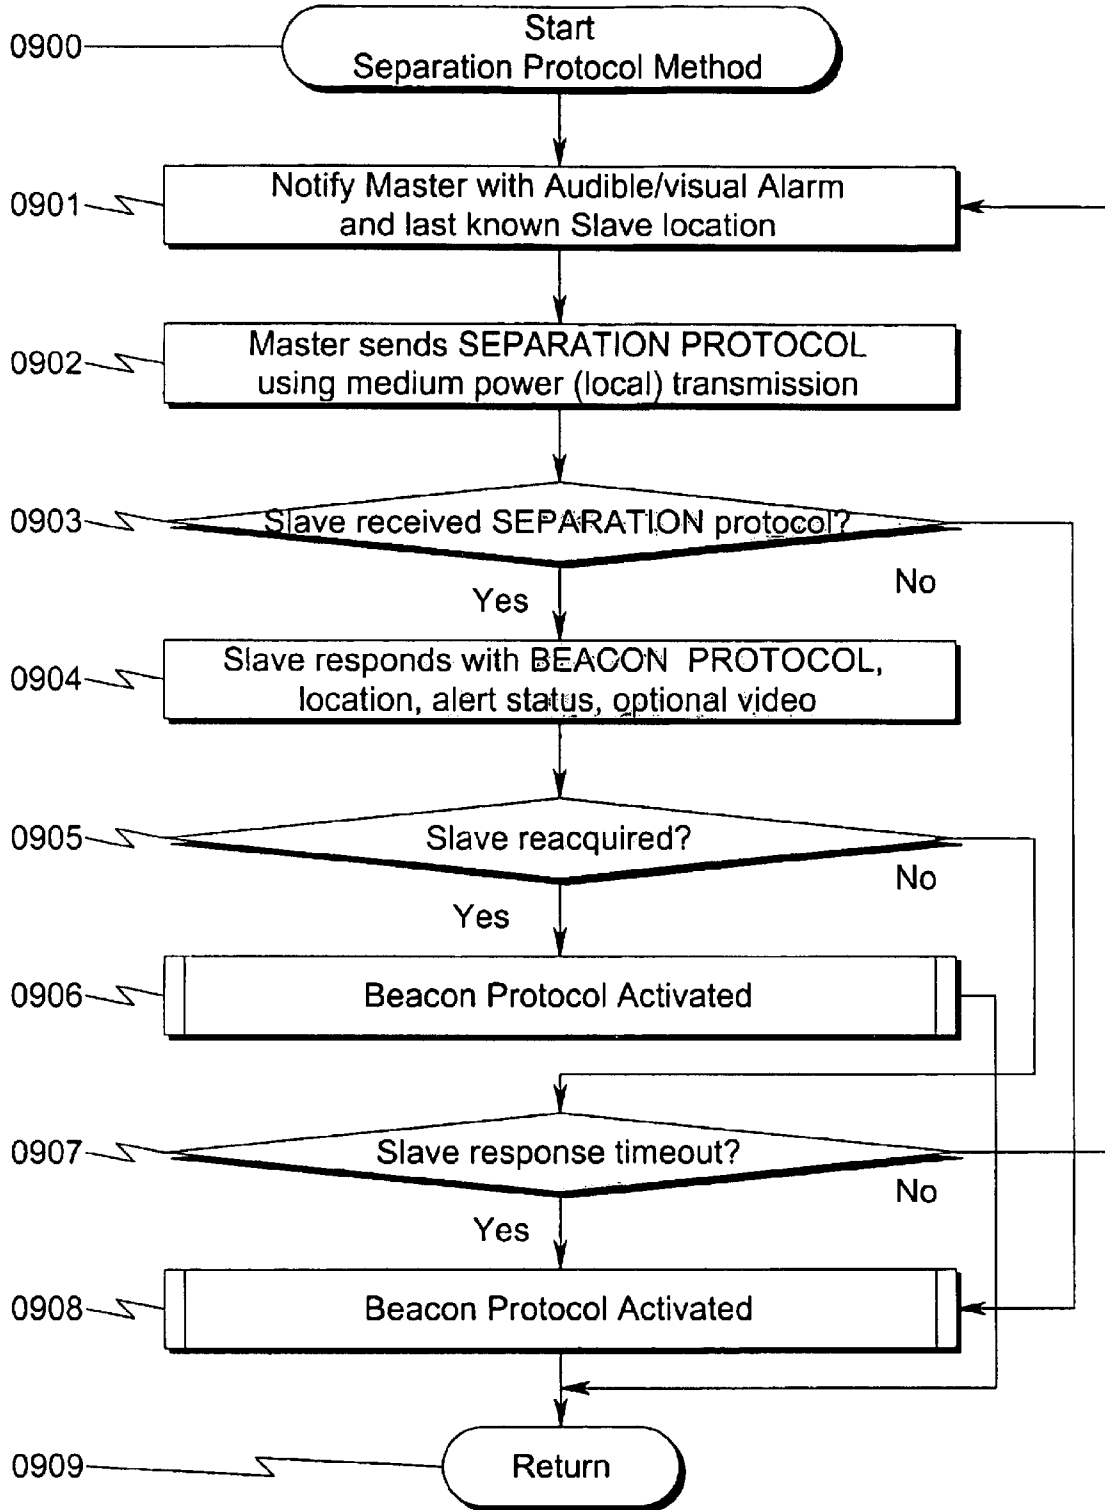 0900
Start
Separation Protocol Method
0901
Notify Master with Audible/visual Alarm
and last known Slave location
0902
Master sends SEPARATION PROTOCOL
using medium power (local) transmission
0903
Slave received SEPARATION protocol?
No
Yes
0904
Slave responds with BEACON PROTOCOL,
location, alert status, optional video
0905
Slave reacquired?
No
Yes
0906
Beacon Protocol Activated
0907
Slave response timeout?
No
Yes
0908
Beacon Protocol Activated
0909
Return